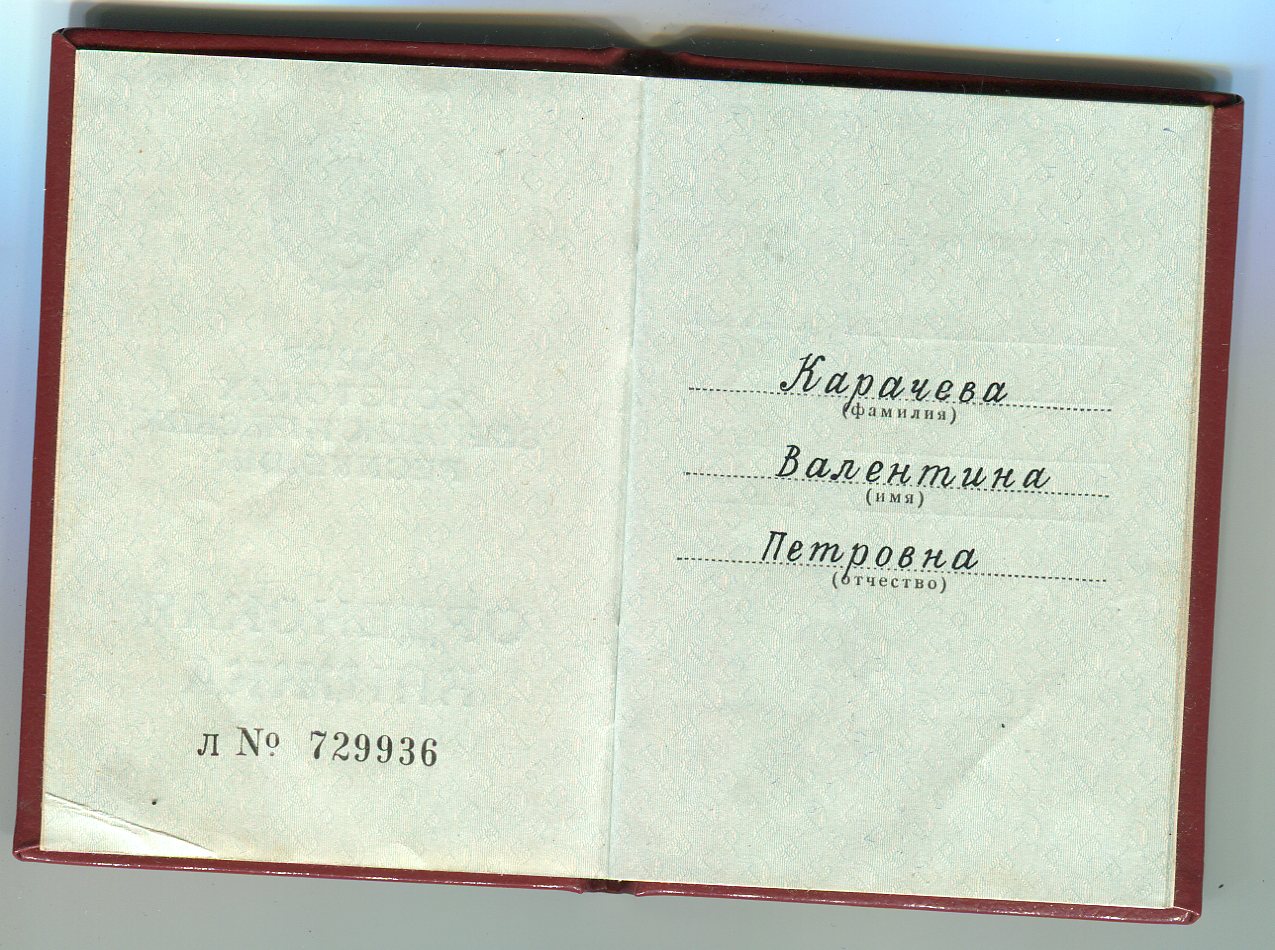 л № 729936
Карачева
(фамилия)
Валентина
(имя)
Петровна
(отчество)